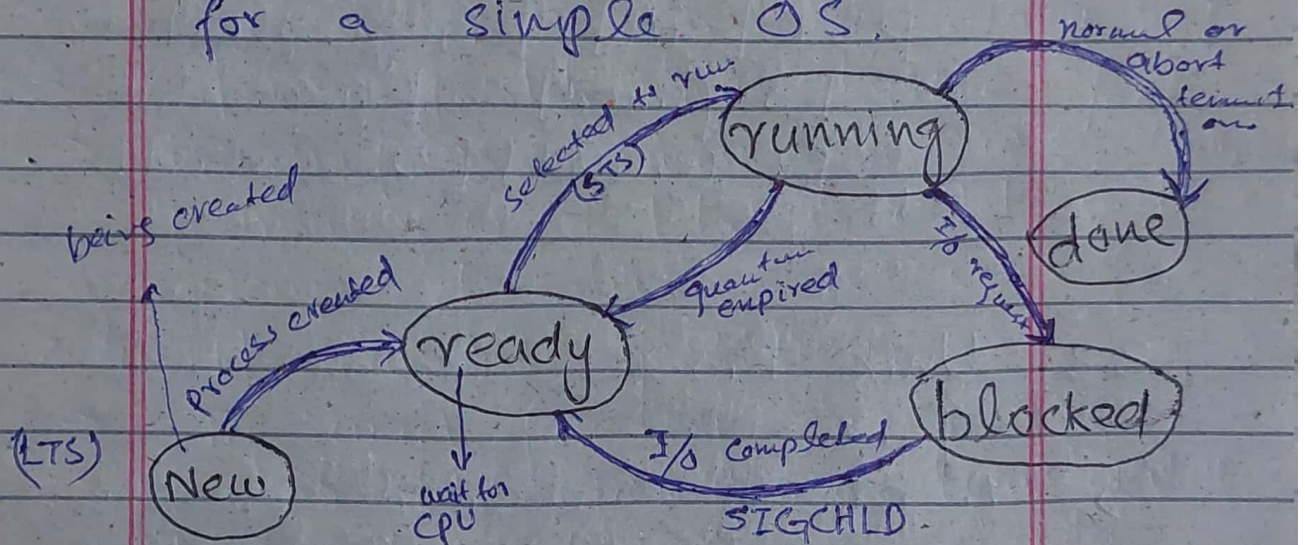 for a simple OS.
normal or
abort
selected to run
(STS)
running
being created
done
process created
quantum
expired
I/O request
ready
blocked
(LTS)
New
wait for
CPU
I/O completed
SIGCHLD